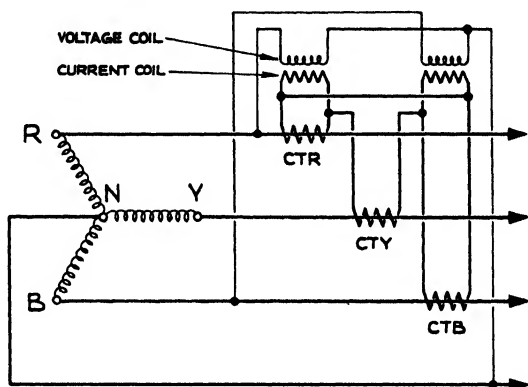 VOLTAGE COIL
CURRENT COIL
R
CTR
N
Y
CTY
B
CTB